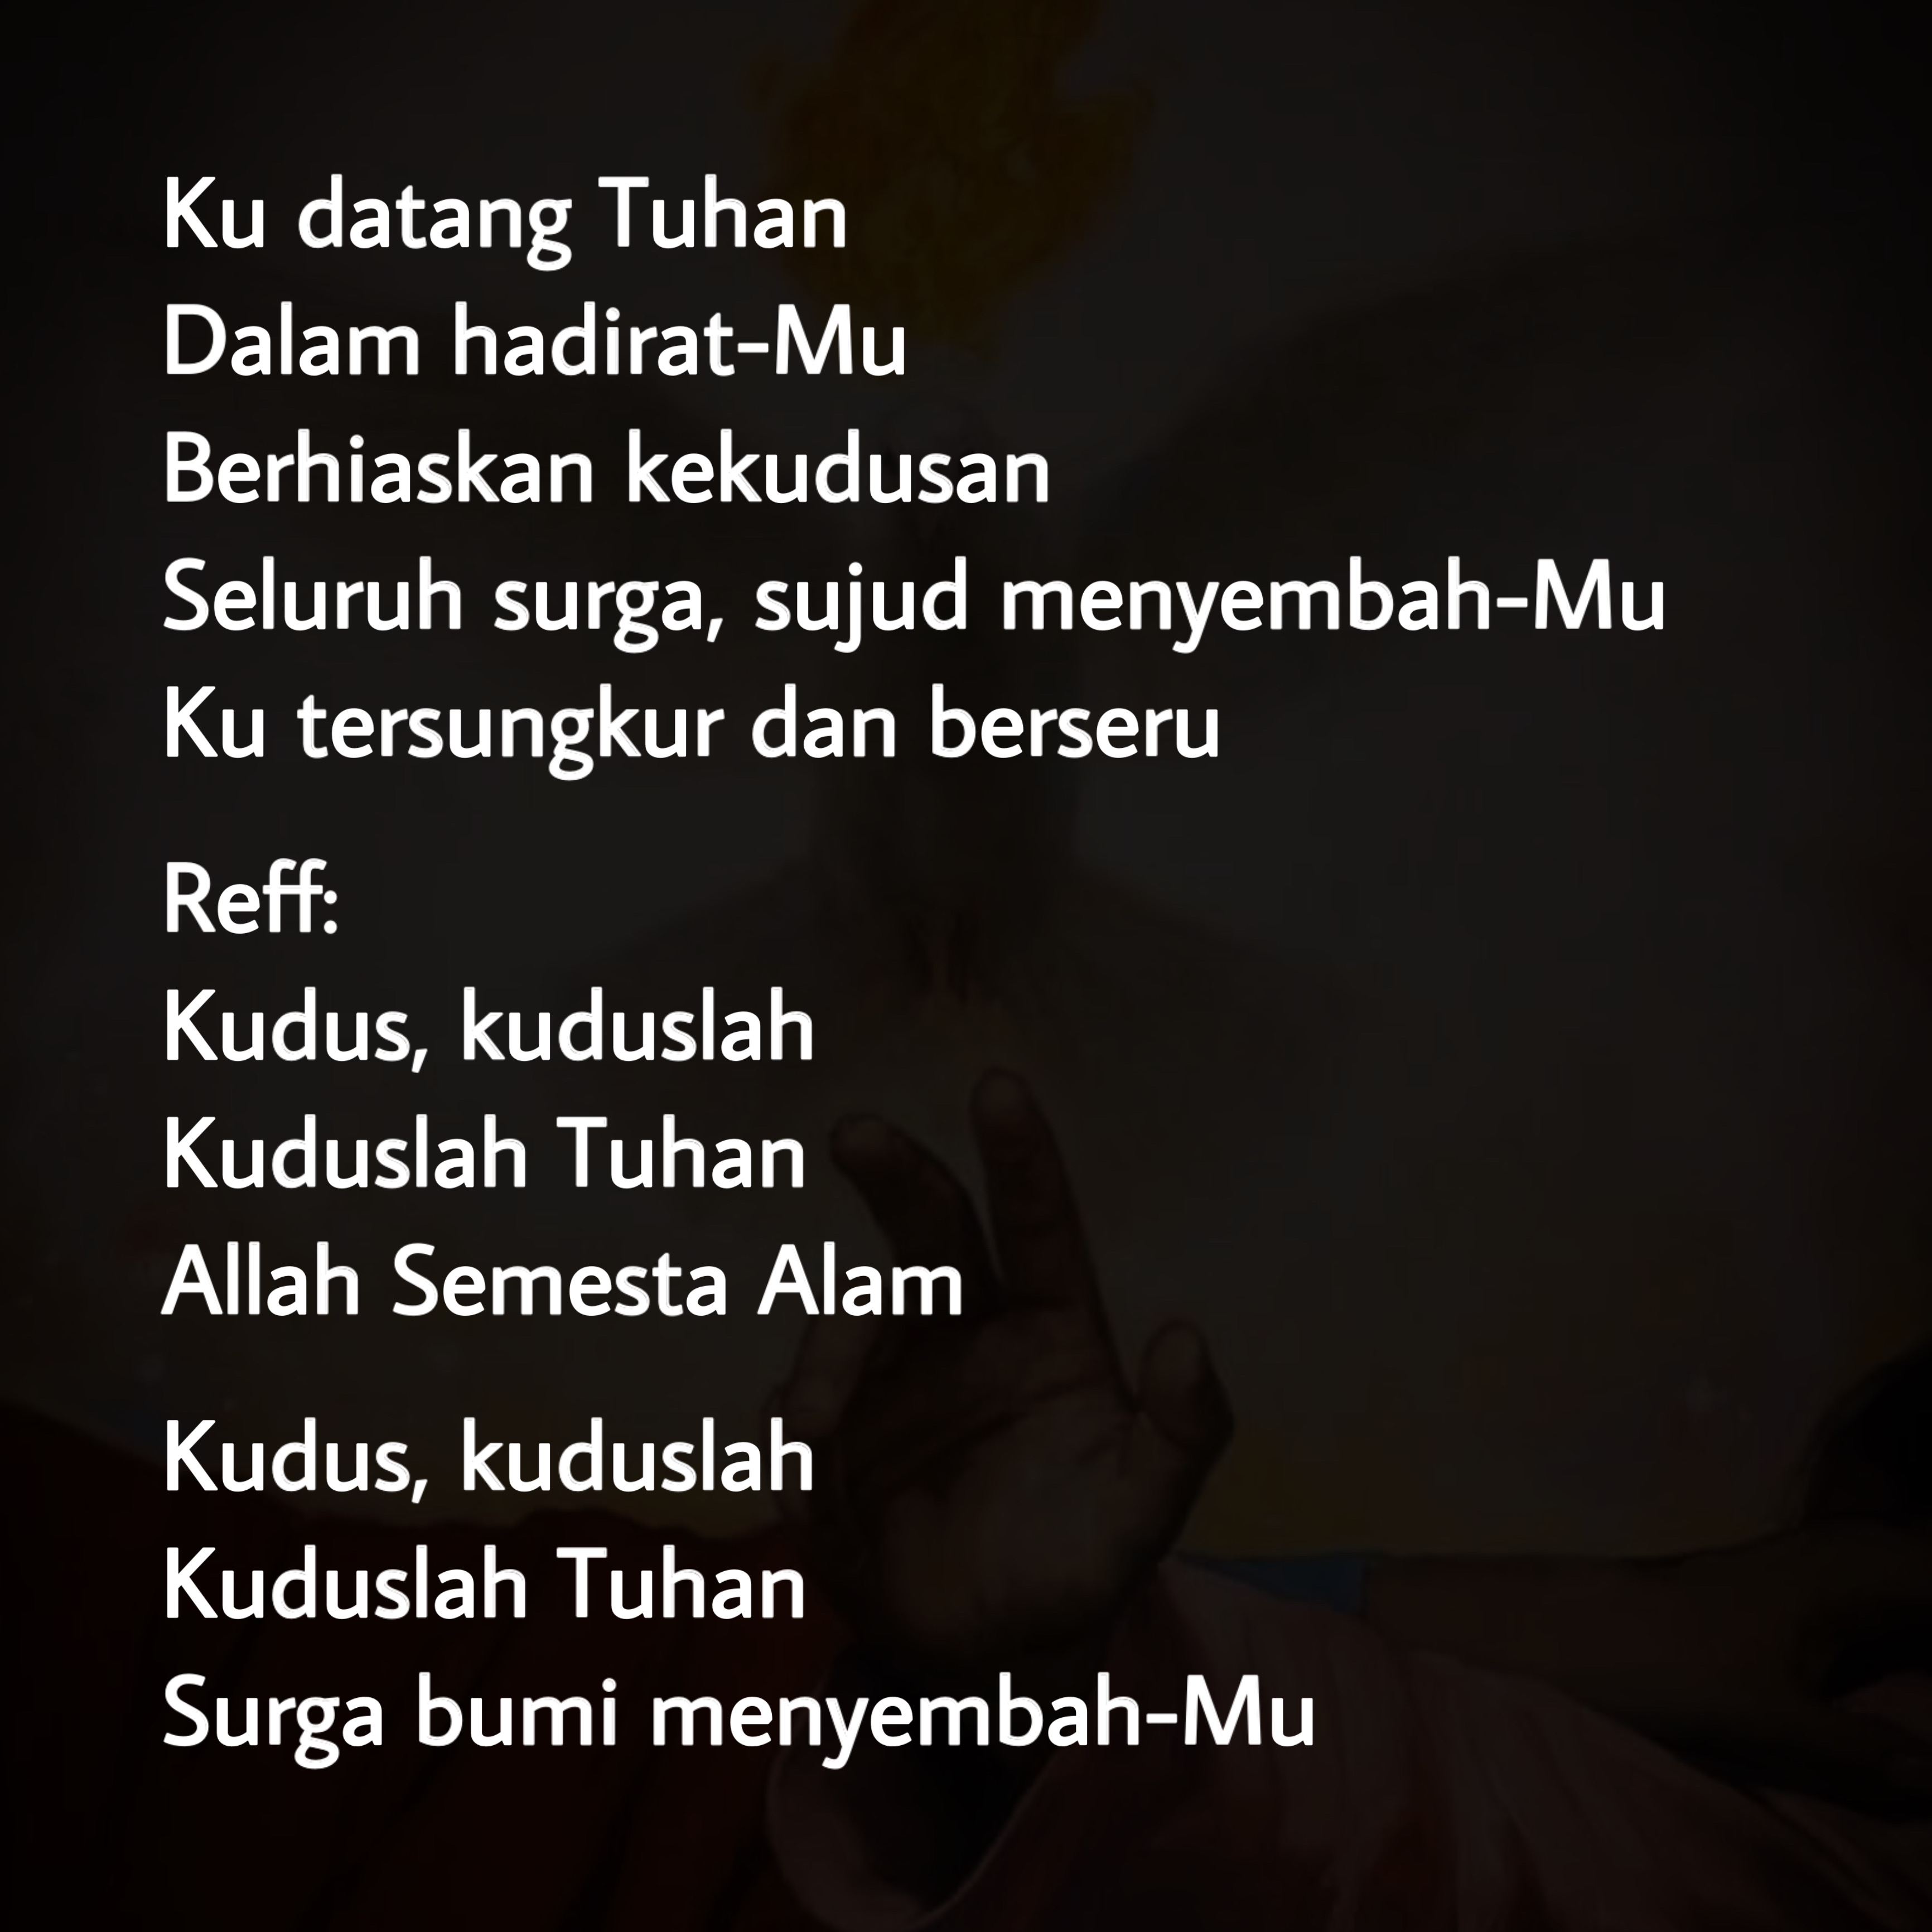 Ku datang Tuhan
Dalam hadirat-Mu
Berhiaskan kekudusan
Seluruh surga, sujud menyembah-Mu
Ku tersungkur dan berseru
Reff:
Kudus, kuduslah
Kuduslah Tuhan
Allah Semesta Alam
Kudus, kuduslah
Kuduslah Tuhan
Surga bumi menyembah-Mu